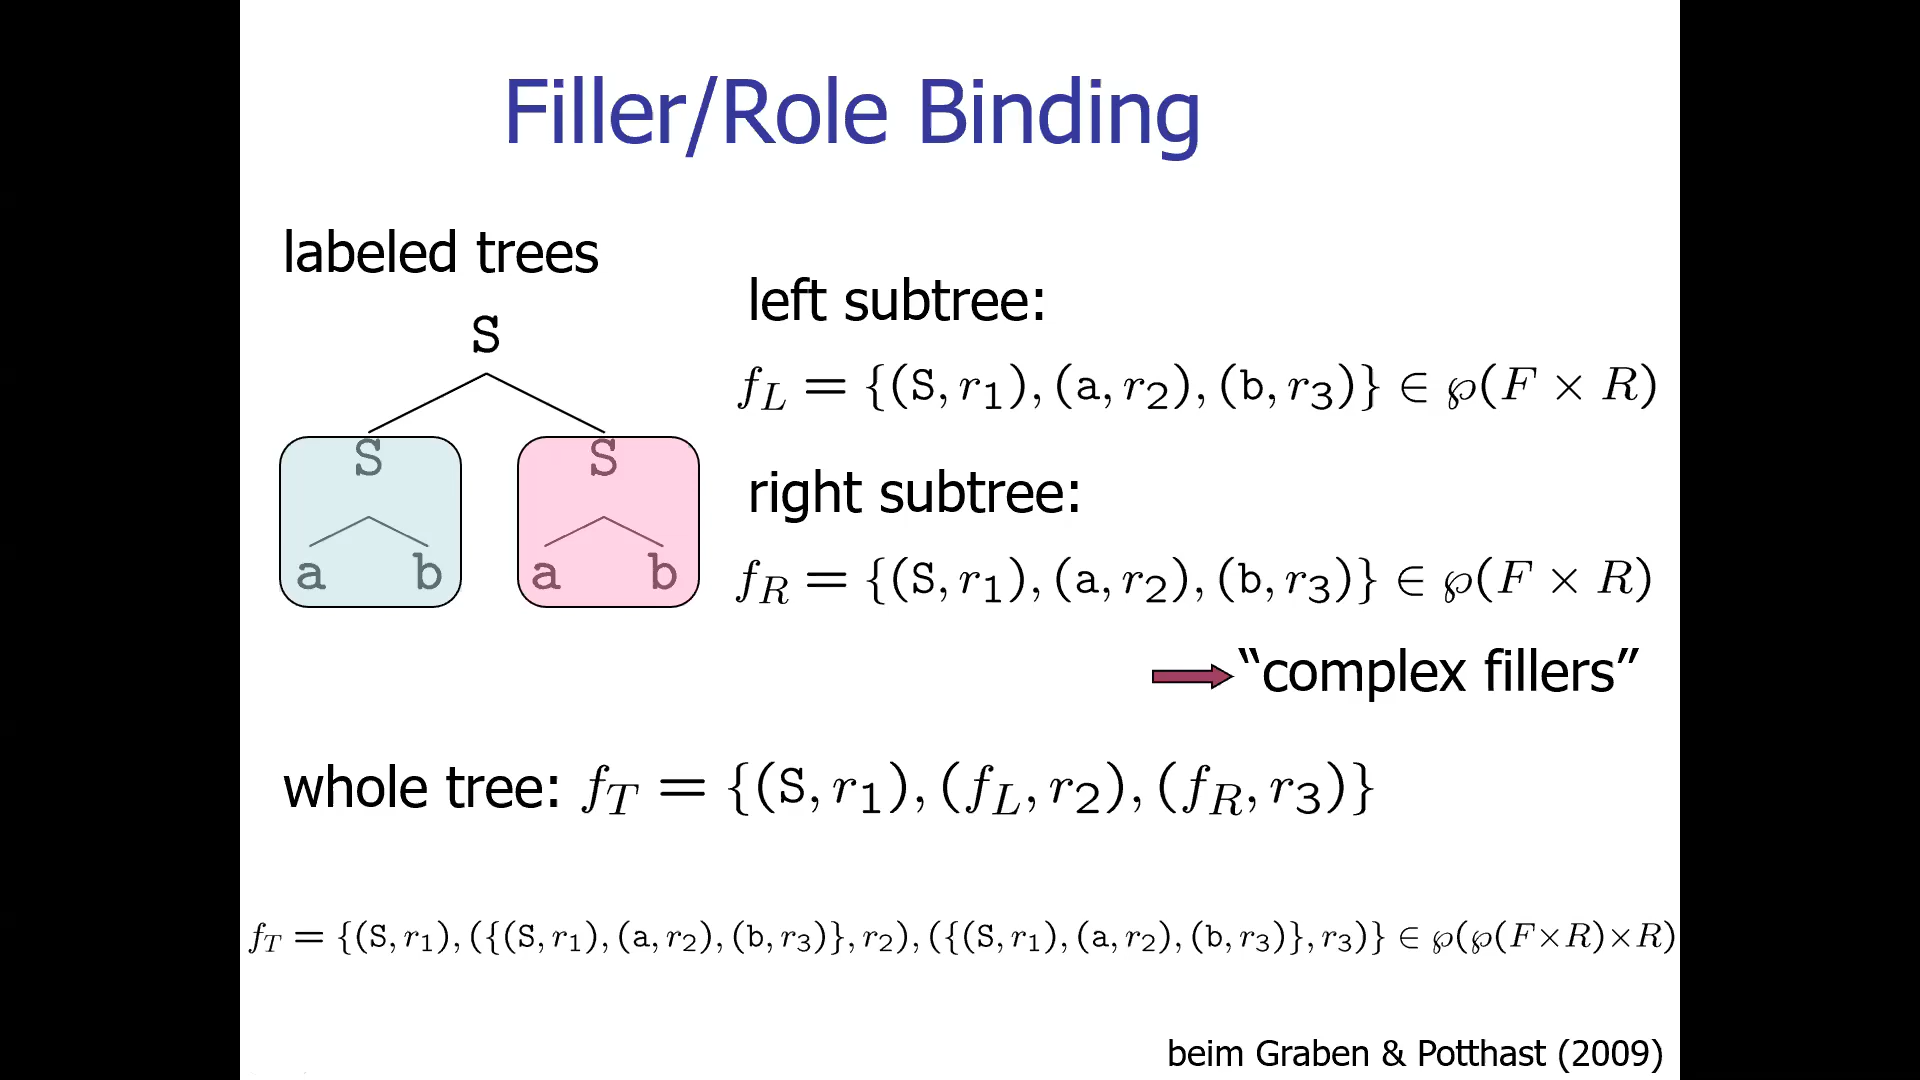 Filler/Role Binding
labeled trees
S
S S
a b a b
left subtree:
f_L = {(S, r_1), (a, r_2), (b, r_3)} ∈ ℘(F × R)
right subtree:
f_R = {(S, r_1), (a, r_2), (b, r_3)} ∈ ℘(F × R)
“complex fillers”
whole tree: f_T = {(S, r_1), (f_L, r_2), (f_R, r_3)}
f_T = {(S, r_1), ({(S, r_1), (a, r_2), (b, r_3)}, r_2), ({(S, r_1), (a, r_2), (b, r_3)}, r_3)} ∈ ℘(℘(F×R)×R)
beim Graben & Potthast (2009)